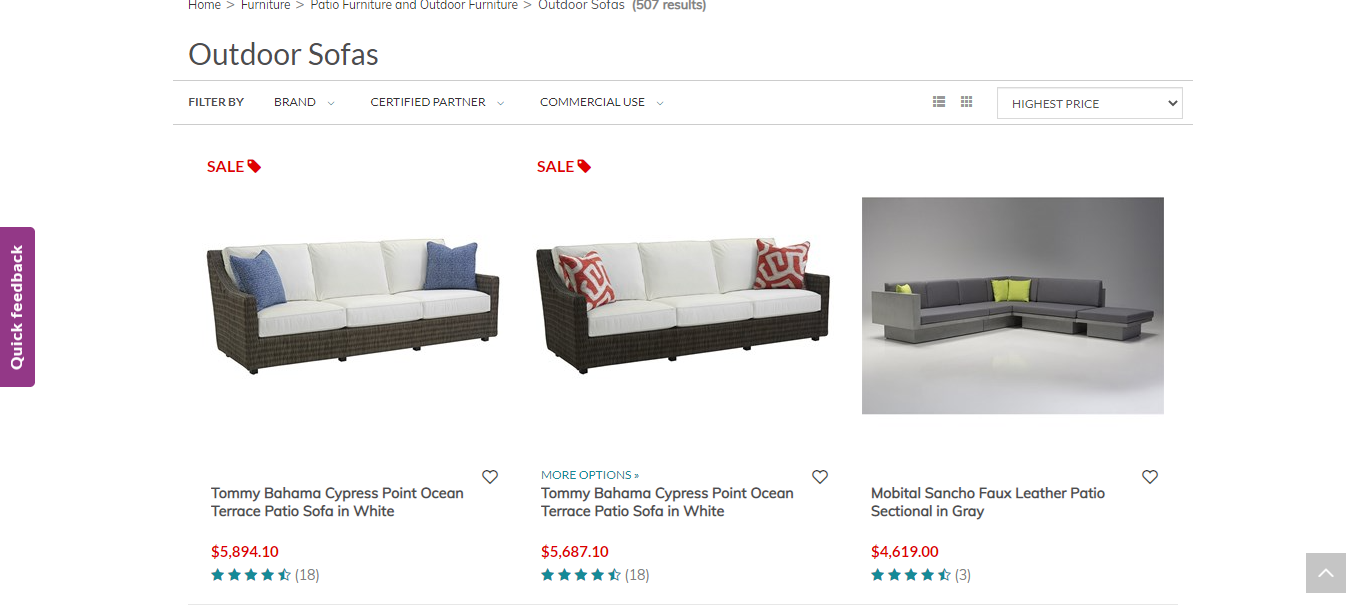 Home > Furniture > Patio Furniture and Outdoor Furniture > Outdoor Sofas (507 results)
Outdoor Sofas
FILTER BY BRAND CERTIFIED PARTNER COMMERCIAL USE HIGHEST PRICE
SALE SALE
Quick feedback
MORE OPTIONS »
Tommy Bahama Cypress Point Ocean Tommy Bahama Cypress Point Ocean Mobital Sancho Faux Leather Patio
Terrace Patio Sofa in White Terrace Patio Sofa in White Sectional in Gray
$5,894.10 $5,687.10 $4,619.00
(18) (18) (3)